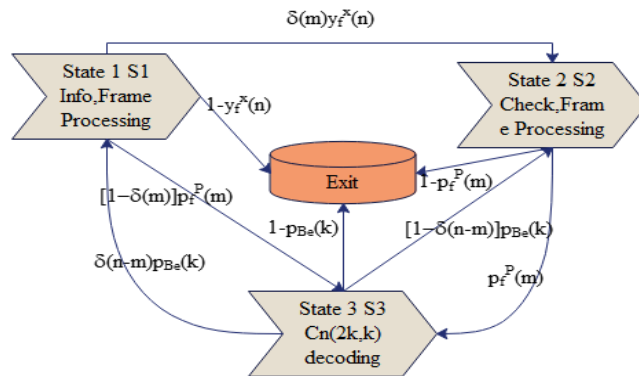 δ(m)y_f^x(n)
State 1 S1
Info,Frame
Processing
State 2 S2
Check,Fram
e Processing
1-y_f^x(n)
Exit
1-p_f^P(m)
[1-δ(m)]p_f^P(m)
1-p_Be(k)
[1-δ(n-m)]p_Be(k)
δ(n-m)p_Be(k)
p_f^P(m)
State 3 S3
Cn(2k,k)
decoding